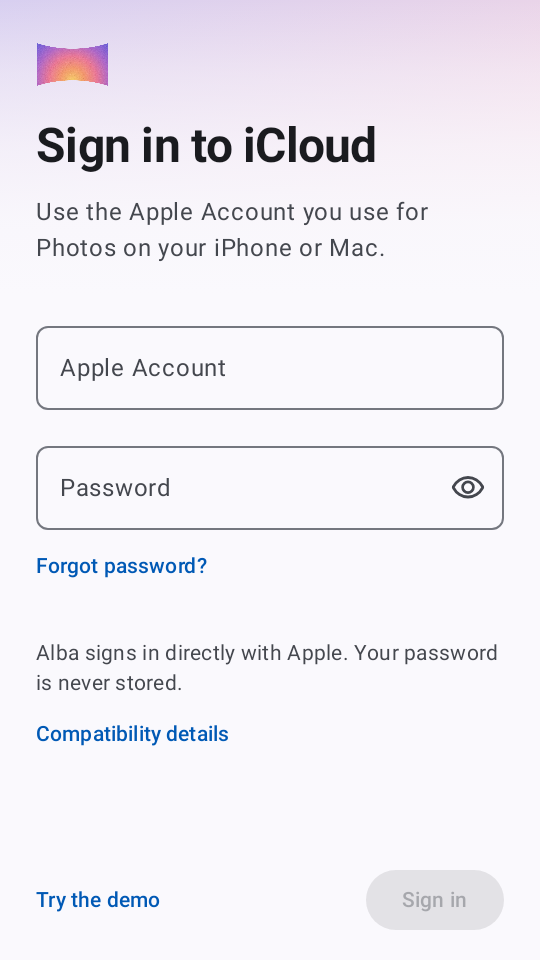 Sign in to iCloud
Use the Apple Account you use for
Photos on your iPhone or Mac.
Apple Account
Password
Forgot password?
Alba signs in directly with Apple. Your password
is never stored.
Compatibility details
Try the demo
Sign in